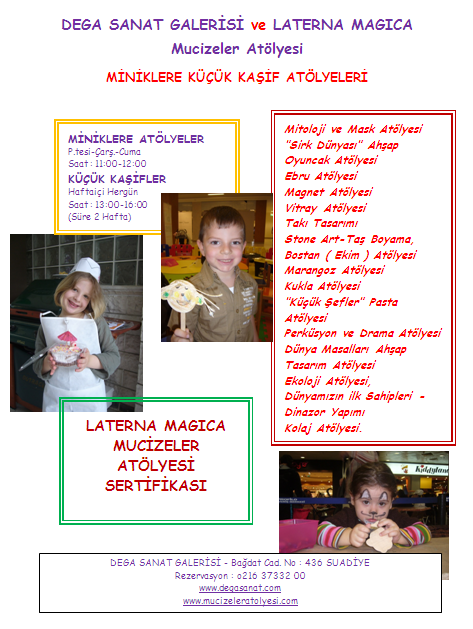 DEGA SANAT GALERİSİ ve LATERNA MAGICA
Mucizeler Atölyesi
MİNİKLERE KÜÇÜK KAŞİF ATÖLYELERİ
MİNİKLERE ATÖLYELER
P.tesi-Çarş.-Cuma
Saat : 11:00-12:00
KÜÇÜK KAŞİFLER
Haftaiçi Hergün
Saat : 13:00-16:00
(Süre 2 Hafta)
Mitoloji ve Mask Atölyesi
"Sirk Dünyası" Ahşap
Oyuncak Atölyesi
Ebru Atölyesi
Magnet Atölyesi
Vitray Atölyesi
Takı Tasarımı
Stone Art-Taş Boyama,
Bostan ( Ekim ) Atölyesi
Marangoz Atölyesi
Kukla Atölyesi
"Küçük Şefler" Pasta
Atölyesi
Perküsyon ve Drama Atölyesi
Dünya Masalları Ahşap
Tasarım Atölyesi
Ekoloji Atölyesi,
Dünyamızın ilk Sahipleri -
Dinazor Yapımı
Kolaj Atölyesi.
LATERNA MAGICA
MUCİZELER
ATÖLYESİ
SERTİFİKASI
Kiddyland
DEGA SANAT GALERİSİ - Bağdat Cad. No : 436 SUADİYE
Rezervasyon : o216 37332 00
www.degasanat.com
www.mucizeleratolyesi.com